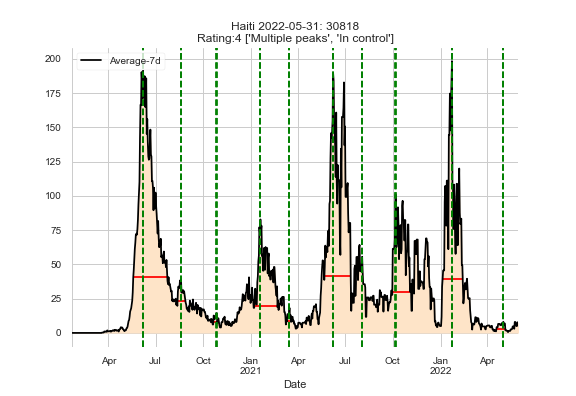 Haiti 2022-05-31: 30818
Rating:4 ['Multiple peaks', 'In control']
Average-7d
200
175
150
125
100
75
50
25
0
Apr Jul Oct Jan Apr Jul Oct Jan Apr
2021 2022
Date